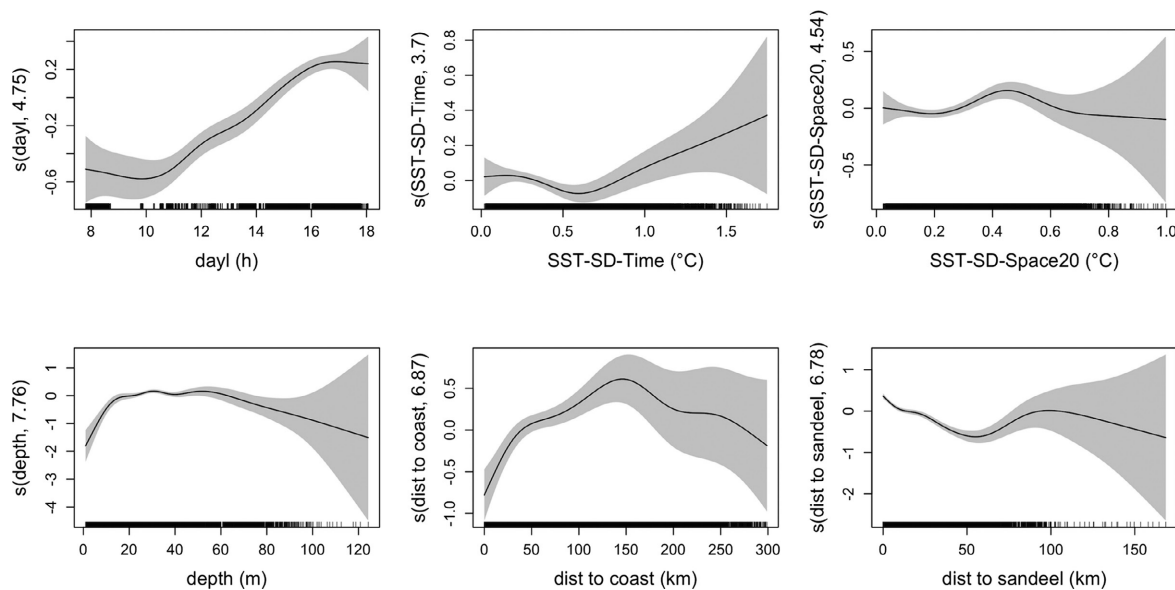 s(dayl, 4.75)
0.2
-0.2
-0.6
8 10 12 14 16 18
dayl (h)
s(SST-SD-Time, 3.7)
0.8
0.6
0.4
0.2
0.0
0.0 0.5 1.0 1.5
SST-SD-Time (°C)
s(SST-SD-Space20, 4.54)
0.5
0.0
-0.5
0.0 0.2 0.4 0.6 0.8 1.0
SST-SD-Space20 (°C)
s(depth, 7.76)
1
0
-1
-2
-3
-4
0 20 40 60 80 100 120
depth (m)
s(dist to coast, 6.87)
0.5
0.0
-0.5
-1.0
0 50 100 150 200 250 300
dist to coast (km)
s(dist to sandeel, 6.78)
1
0
-1
-2
0 50 100 150
dist to sandeel (km)